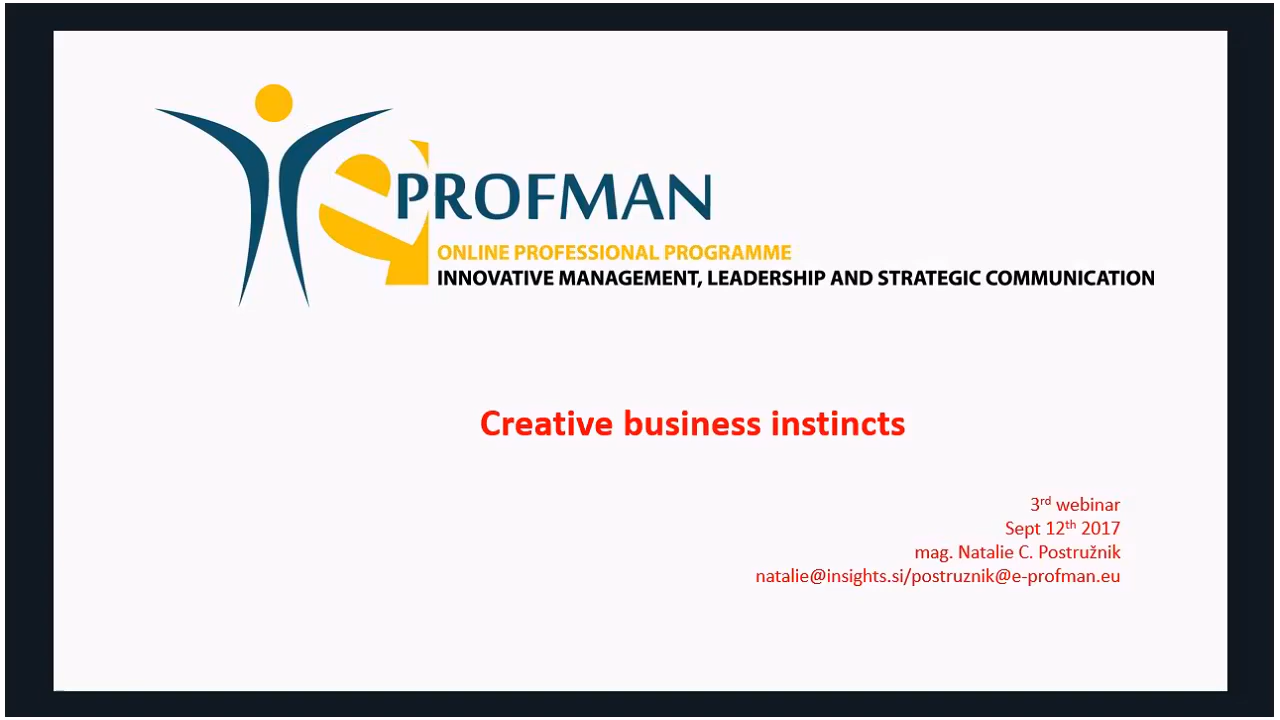 ePROFMAN
ONLINE PROFESSIONAL PROGRAMME
INNOVATIVE MANAGEMENT, LEADERSHIP AND STRATEGIC COMMUNICATION
Creative business instincts
3rd webinar
Sept 12th 2017
mag. Natalie C. Postružnik
natalie@insights.si/postruznik@e-profman.eu